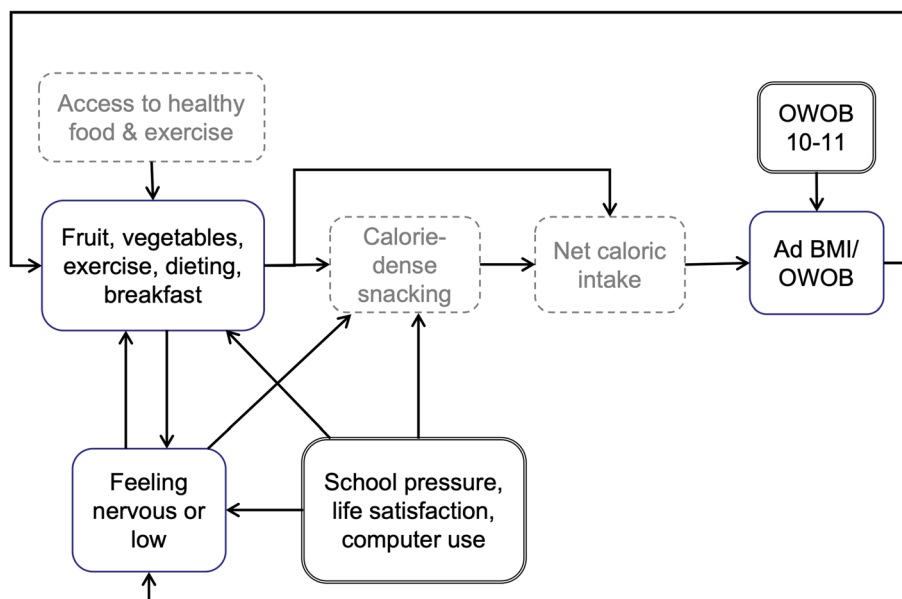 Access to healthy
food & exercise
OWOB
10-11
Fruit, vegetables,
exercise, dieting,
breakfast
Calorie-
dense
snacking
Net caloric
intake
Ad BMI/
OWOB
Feeling
nervous or
low
School pressure,
life satisfaction,
computer use